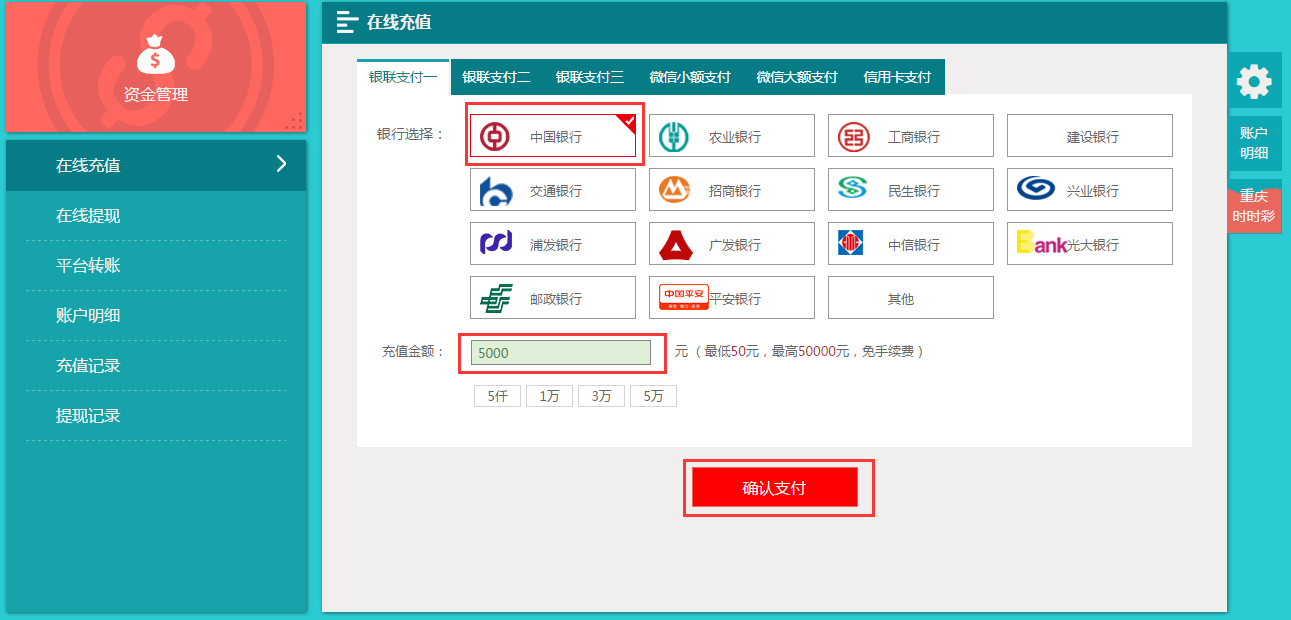 资金管理
在线充值
在线提现
平台转账
账户明细
充值记录
提现记录
在线充值
银联支付一 银联支付二 银联支付三 微信小额支付 微信大额支付 信用卡支付
银行选择： 中国银行 农业银行 工商银行 建设银行
交通银行 招商银行 民生银行 兴业银行
浦发银行 广发银行 中信银行 Bank 光大银行
邮政银行 中国平安 平安银行 其他
充值金额： 5000 元（最低50元，最高50000元，免手续费）
5仟 1万 3万 5万
确认支付
账户
明细
重庆
时时彩